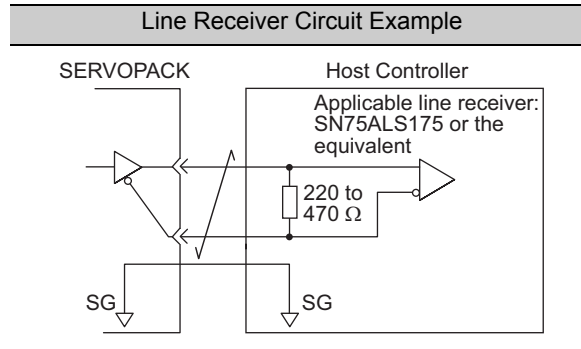 Line Receiver Circuit Example
SERVOPACK
Host Controller
Applicable line receiver:
SN75ALS175 or the
equivalent
220 to
470 Ω
SG
SG